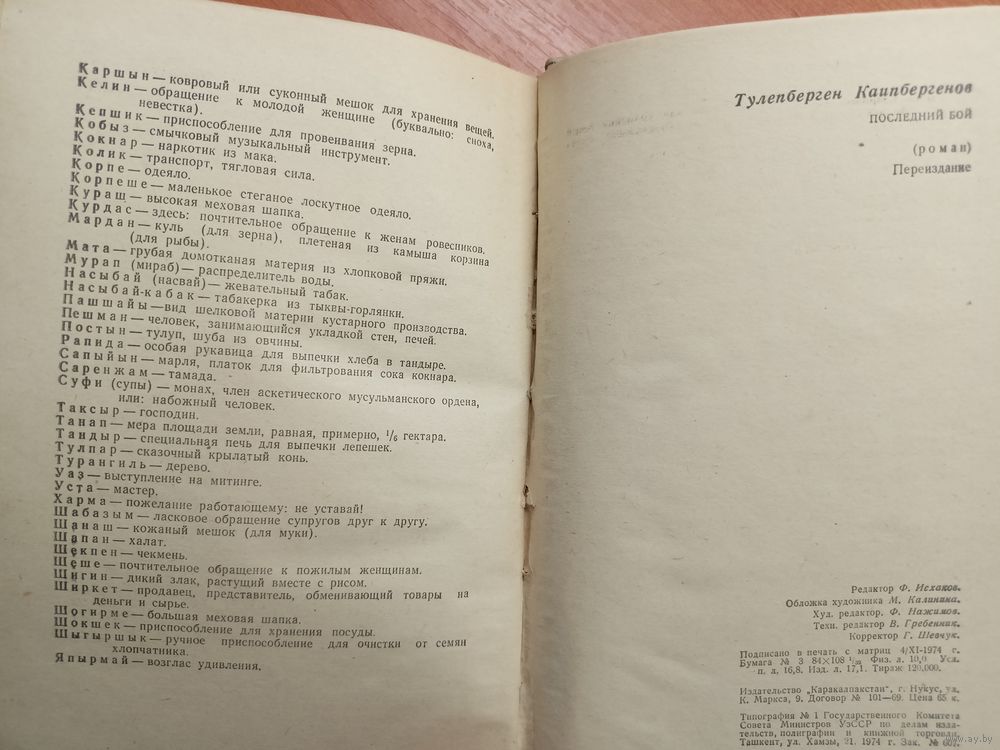 Каршын — ковровый или суконный мешок для хранения вещей.
Келин — обращение к молодой женщине (буквально: сноха,
невестка).
Кепшик — приспособление для провеивания зерна.
Кобыз — смычковый музыкальный инструмент.
Кокнар — наркотик из мака.
Колик — транспорт, тягловая сила.
Корпе — одеяло.
Корпеше — маленькое стеганое лоскутное одеяло.
Кураш — высокая меховая шапка.
Курдас — здесь: почтительное обращение к женам ровесников.
Мардан — куль (для зерна), плетеная из камыша корзина
(для рыбы).
Мата — грубая домотканая материя из хлопковой пряжи.
Мурап (мираб) — распределитель воды.
Насыбай (насвай) — жевательный табак.
Насыбай-кабак — табакерка из тыквы-горлянки.
Пашшайы — вид шелковой материи кустарного производства.
Пешман — человек, занимающийся укладкой стен, печей.
Постын — тулуп, шуба из овчины.
Рапида — особая рукавица для выпечки хлеба в тандыре.
Сапыйын — марля, платок для фильтрования сока кокнара.
Саренжам — тамада.
Суфи (супы) — монах, член аскетического мусульманского ордена,
или: набожный человек.
Таксыр — господин.
Танап — мера площади земли, равная, примерно, 1/6 гектара.
Тандыр — специальная печь для выпечки лепешек.
Тулпар — сказочный крылатый конь.
Турангиль — дерево.
Уаз — выступление на митинге.
Уста — мастер.
Харма — пожелание работающему: не уставай!
Шабазым — ласковое обращение супругов друг к другу.
Шанаш — кожаный мешок (для муки).
Шапан — халат.
Шекпен — чекмень.
Шеше — почтительное обращение к пожилым женщинам.
Шигин — дикий злак, растущий вместе с рисом.
Ширкет — продавец, представитель, обменивающий товары на
деньги и сырье.
Шогирме — большая меховая шапка.
Шокшек — приспособление для хранения посуды.
Шыгыршык — ручное приспособление для очистки от семян
хлопчатника.
Япырмай — возглас удивления.
Тулепберген Каипбергенов
ПОСЛЕДНИЙ БОЙ
(роман)
Переиздание
Редактор Ф. Исхаков.
Обложка художника М. Калинина.
Худ. редактор. Ф. Нажимов.
Техн. редактор В. Гребенник.
Корректор Г. Шевчук.
Подписано в печать с матриц 4/XI-1974 г.
Бумага № 3 84×108 1/32 Физ. л. 10,0 Усл.
п. л. 16,8. Изд. л. 17,1. Тираж 120.000.
Издательство „Каракалпакстан“, г. Нукус, ул.
К. Маркса, 9. Договор № 101—69. Цена 65 к.
Типография № 1 Государственного Комитета
Совета Министров УзССР по делам изда-
тельств, полиграфии и книжной торговли.
Ташкент, ул. Хамзы, 21. 1974 г. Зак. №
www.ay.by